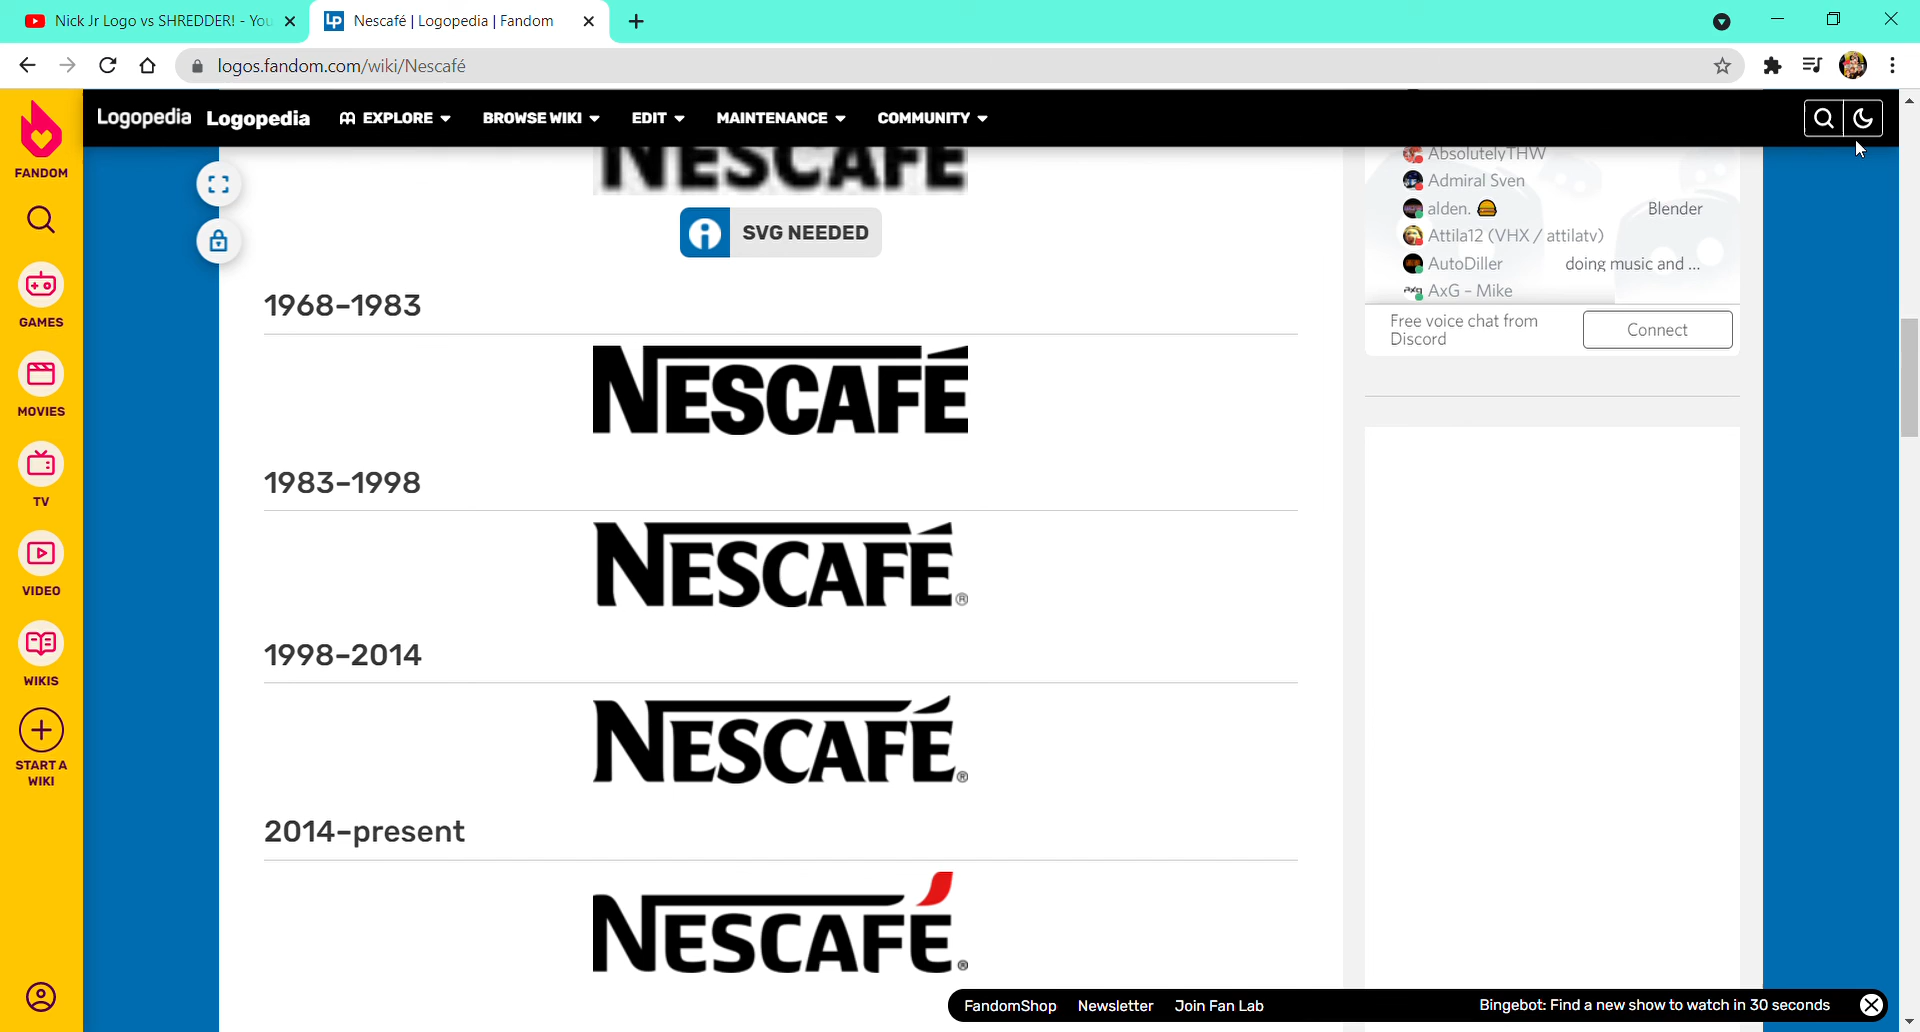 Nick Jr Logo vs SHREDDER! - You
Nescafé | Logopedia | Fandom
logos.fandom.com/wiki/Nescafé
FANDOM
GAMES
MOVIES
TV
VIDEO
WIKIS
START A
WIKI
Logopedia Logopedia EXPLORE BROWSE WIKI EDIT MAINTENANCE COMMUNITY
NESCAFÉ
SVG NEEDED
1968–1983
NESCAFÉ
1983–1998
NESCAFÉ®
1998–2014
NESCAFÉ®
2014–present
NESCAFÉ®
AbsolutelyTHW
Admiral Sven
alden. 🍔 Blender
Attila12 (VHX / attilatv)
AutoDiller doing music and ...
AxG - Mike
Free voice chat from
Discord
Connect
FandomShop Newsletter Join Fan Lab Bingebot: Find a new show to watch in 30 seconds